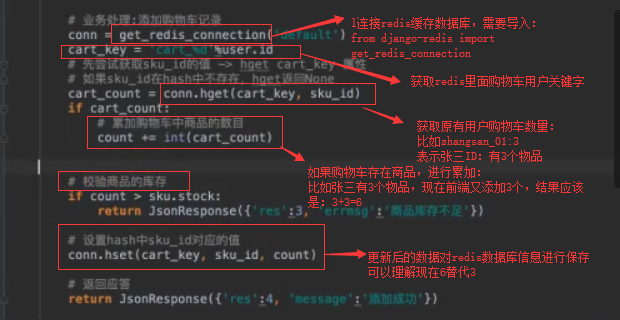 # 业务处理:添加购物车记录
conn = get_redis_connection('default')
cart_key = 'cart_%d'%user.id
# 先尝试获取sku_id的值 -> hget cart_key 属性
# 如果sku_id在hash中不存在，hget返回None
cart_count = conn.hget(cart_key, sku_id)
if cart_count:
# 累加购物车中商品的数目
count += int(cart_count)
# 校验商品的库存
if count > sku.stock:
return JsonResponse({'res':3, 'errmsg':'商品库存不足'})
# 设置hash中sku_id对应的值
conn.hset(cart_key, sku_id, count)
# 返回应答
return JsonResponse({'res':4, 'message':'添加成功'})
1连接redis缓存数据库，需要导入：
from django-redis import
get_redis_connection
获取redis里面购物车用户关键字
获取原有用户购物车数量：
比如zhangsan_01:3
表示张三ID：有3个物品
如果购物车存在商品，进行累加：
比如张三有3个物品，现在前端又添加3个，结果应该
是：3+3=6
更新后的数据对redis数据库信息进行保存
可以理解现在6替代3